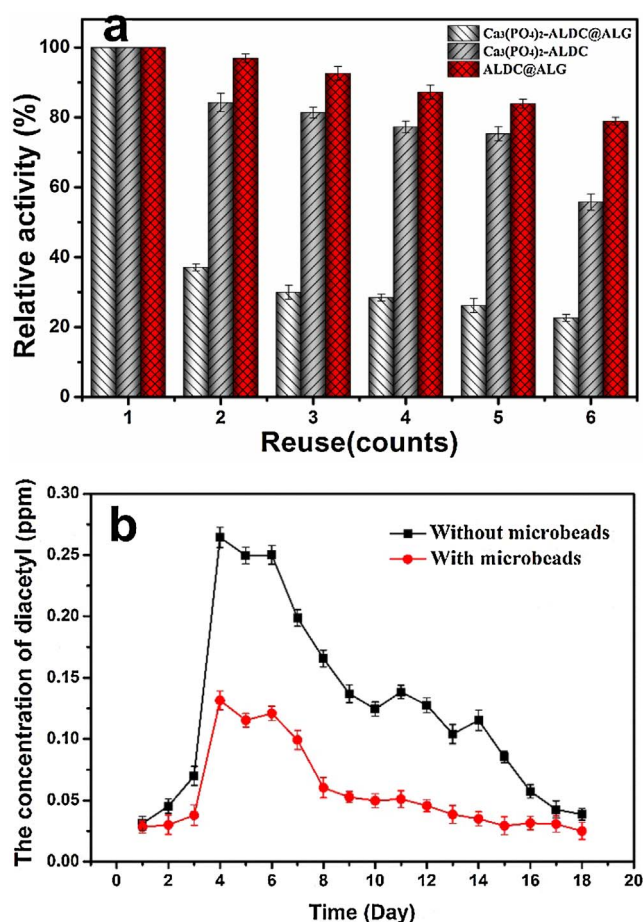 a
Ca3(PO4)2-ALDC@ALG
Ca3(PO4)2-ALDC
ALDC@ALG
Relative activity (%)
100
80
60
40
20
0
1 2 3 4 5 6
Reuse(counts)
b
Without microbeads
With microbeads
The concentration of diacetyl (ppm)
0.30
0.25
0.20
0.15
0.10
0.05
0.00
0 2 4 6 8 10 12 14 16 18 20
Time (Day)